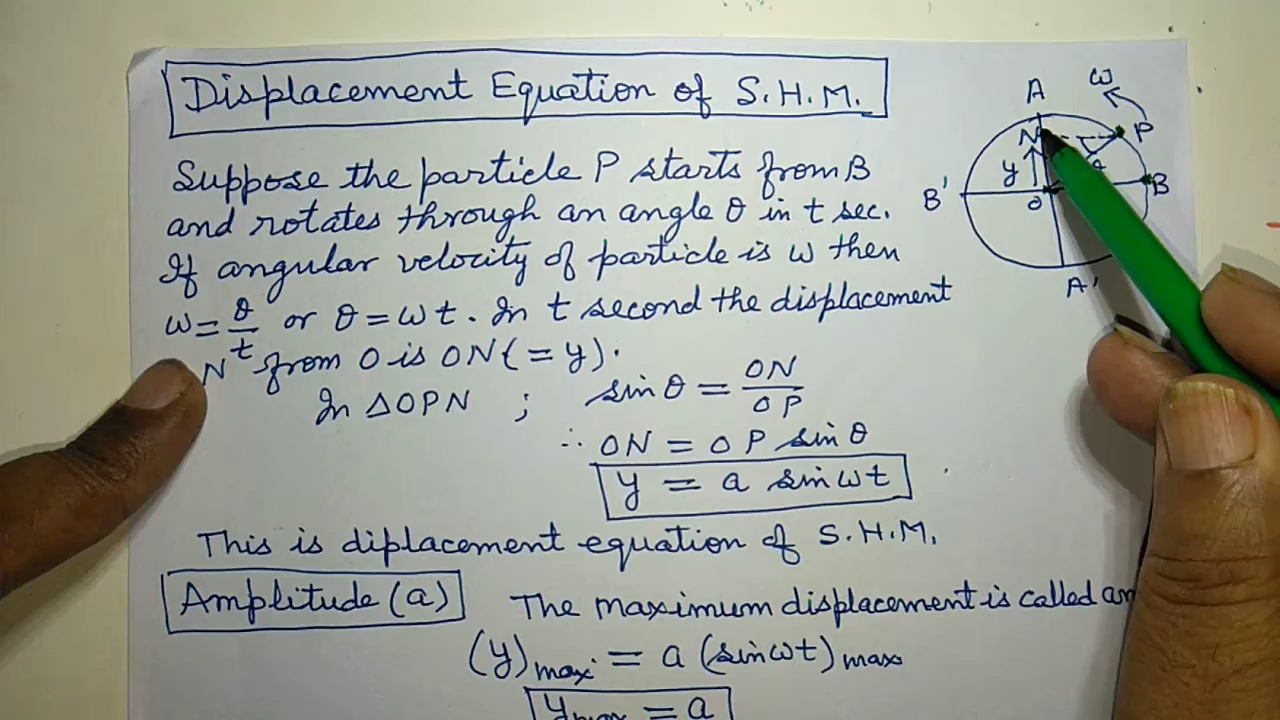 Displacement Equation of S.H.M.
Suppose the particle P starts from B
and rotates through an angle θ in t sec.
If angular velocity of particle is ω then
ω = θ/t or θ = ωt. In t second the displacement
N from O is ON (= y).
In ΔOPN ; sin θ = ON/OP
∴ ON = OP sin θ
y = a sin ωt
This is diplacement equation of S.H.M.
Amplitude (a) The maximum displacement is called
(y)maxi = a (sin ωt) max
ymax = a
A
ω
N
P
a
y
B'
O
B
A'